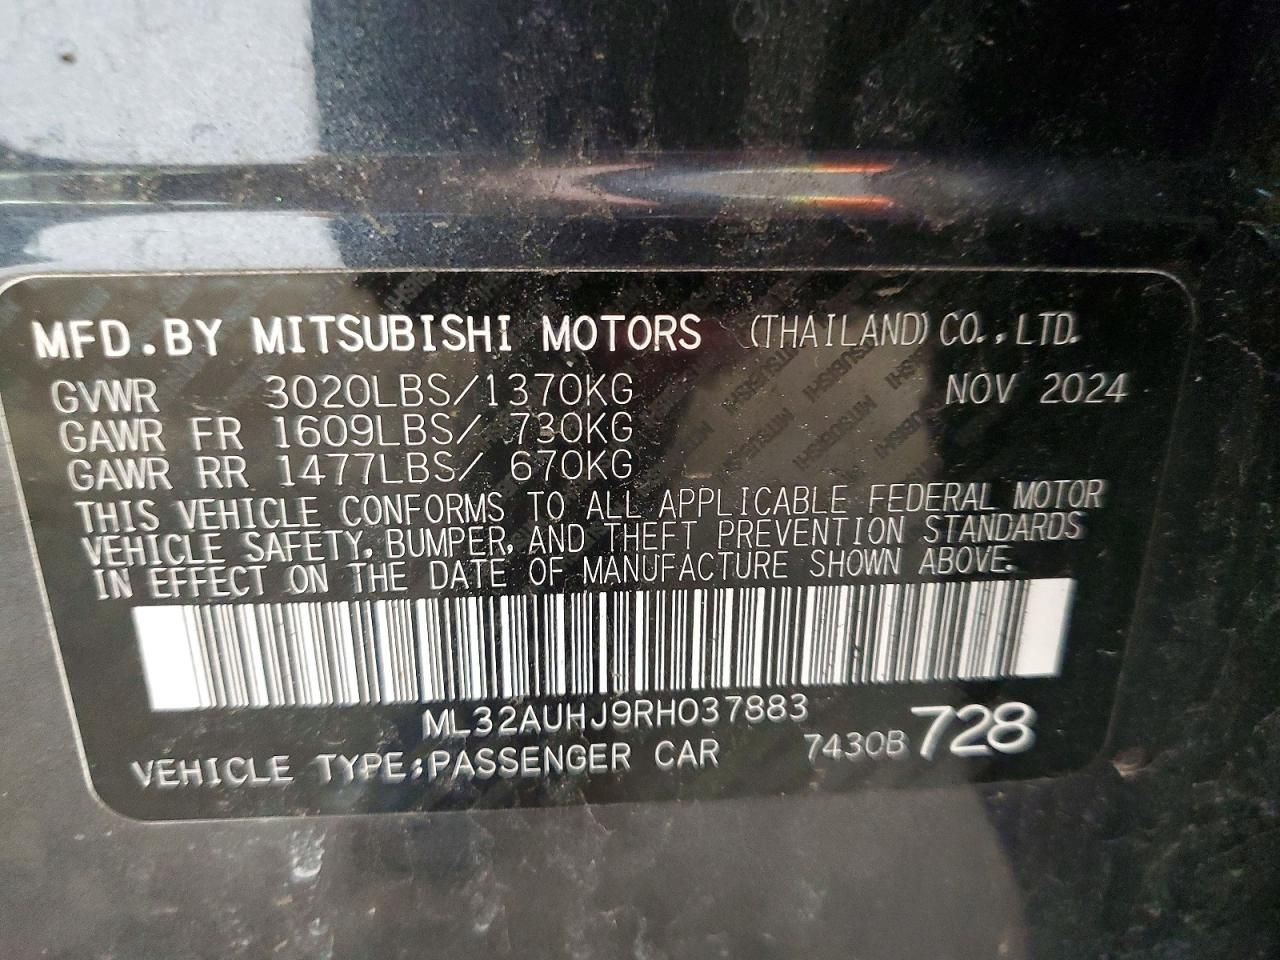 MFD.BY MITSUBISHI MOTORS (THAILAND) CO.,LTD.
GVWR 3020LBS/1370KG NOV 2024
GAWR FR 1609LBS/ 730KG
GAWR RR 1477LBS/ 670KG
THIS VEHICLE CONFORMS TO ALL APPLICABLE FEDERAL MOTOR
VEHICLE SAFETY, BUMPER, AND THEFT PREVENTION STANDARDS
IN EFFECT ON THE DATE OF MANUFACTURE SHOWN ABOVE.
ML32AUHJ9RH037883
VEHICLE TYPE:PASSENGER CAR 7430B 728